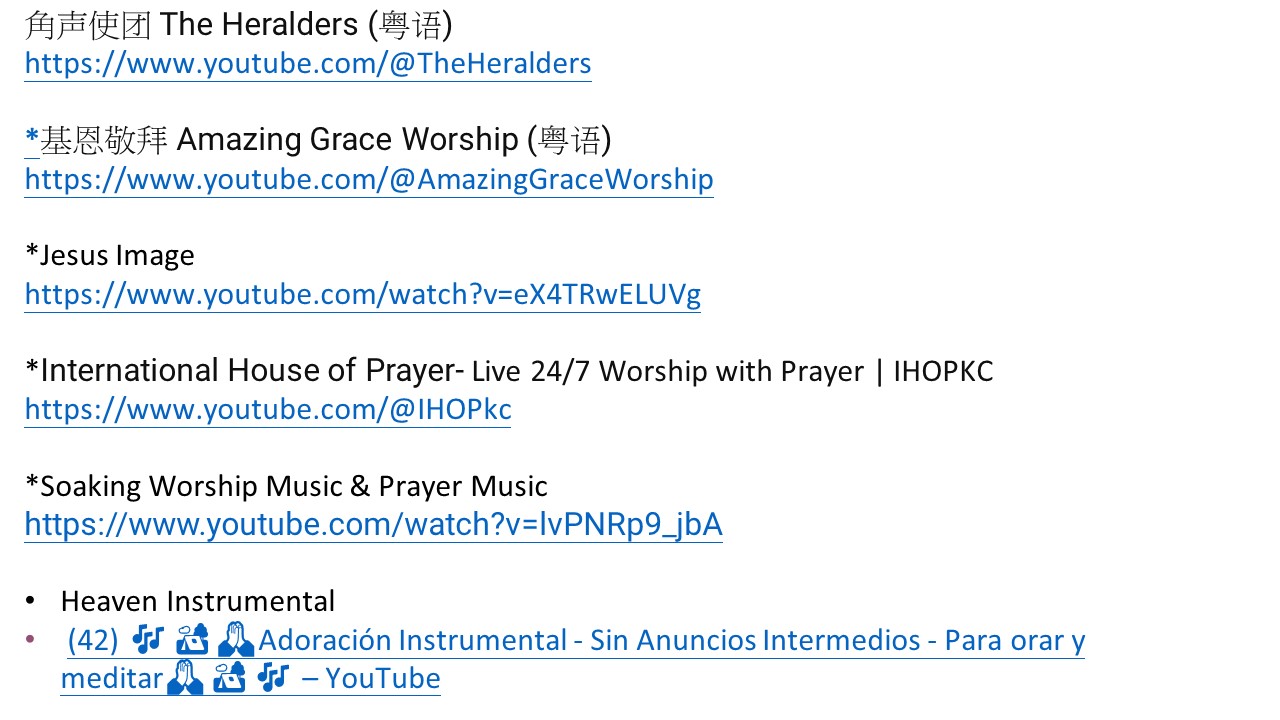 角声使团 The Heralders (粤语)
https://www.youtube.com/@TheHeralders
*基恩敬拜 Amazing Grace Worship (粤语)
https://www.youtube.com/@AmazingGraceWorship
*Jesus Image
https://www.youtube.com/watch?v=eX4TRwELUVg
*International House of Prayer- Live 24/7 Worship with Prayer | IHOPKC
https://www.youtube.com/@IHOPkc
*Soaking Worship Music & Prayer Music
https://www.youtube.com/watch?v=lvPNRp9_jbA
• Heaven Instrumental
• (42) 🎶 🏕 🙏Adoración Instrumental - Sin Anuncios Intermedios - Para orar y
meditar🙏 🏕 🎶 – YouTube